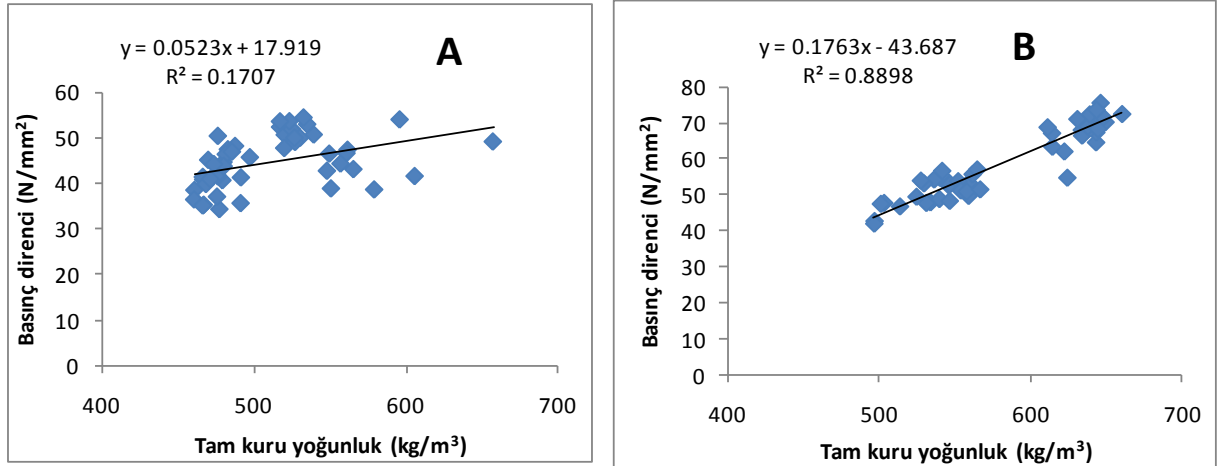 y = 0.0523x + 17.919
R² = 0.1707
A
60
50
40
30
20
10
0
400 500 600 700
Basınç direnci (N/mm²)
Tam kuru yoğunluk (kg/m³)
y = 0.1763x - 43.687
R² = 0.8898
B
80
70
60
50
40
30
20
10
0
400 500 600 700
Basınç direnci (N/mm²)
Tam kuru yoğunluk (kg/m³)